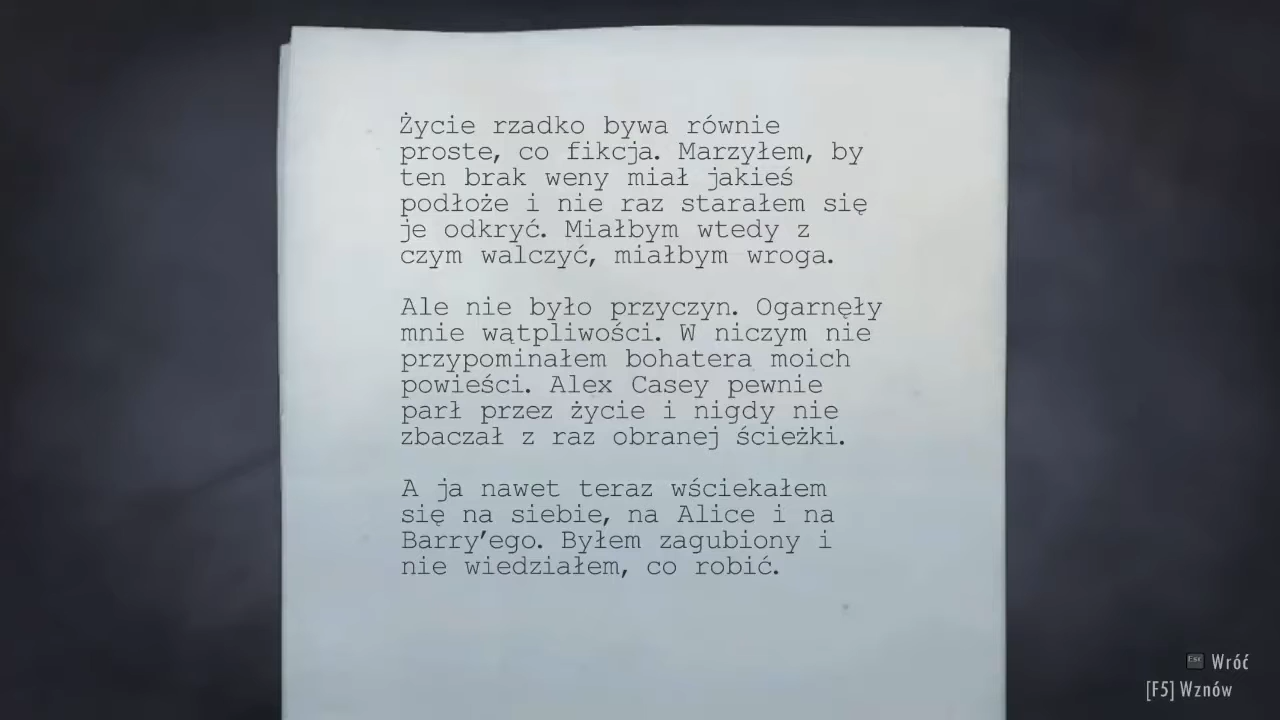 Życie rzadko bywa równie
proste, co fikcja. Marzyłem, by
ten brak weny miał jakieś
podłoże i nie raz starałem się
je odkryć. Miałbym wtedy z
czym walczyć, miałbym wroga.
Ale nie było przyczyn. Ogarnęły
mnie wątpliwości. W niczym nie
przypominałem bohatera moich
powieści. Alex Casey pewnie
parł przez życie i nigdy nie
zbaczał z raz obranej ścieżki.
A ja nawet teraz wściekałem
się na siebie, na Alice i na
Barry'ego. Byłem zagubiony i
nie wiedziałem, co robić.
Esc Wróć
[F5] Wznów